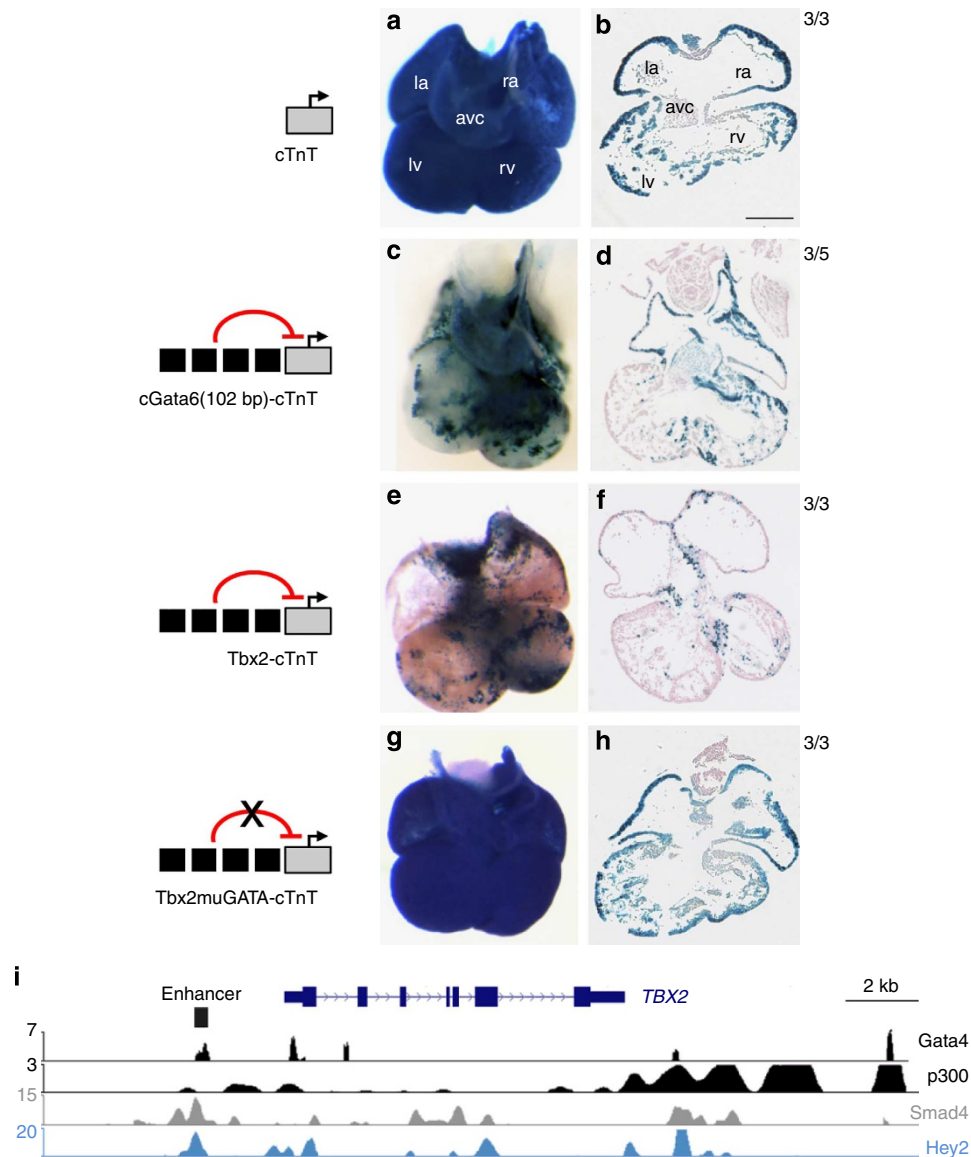 a
b
3/3
la
ra
avc
lv
rv
la
ra
avc
rv
lv
cTnT
c
d
3/5
cGata6(102 bp)-cTnT
e
f
3/3
Tbx2-cTnT
g
h
3/3
X
Tbx2muGATA-cTnT
i
Enhancer
TBX2
2 kb
7
Gata4
3
p300
15
Smad4
20
Hey2